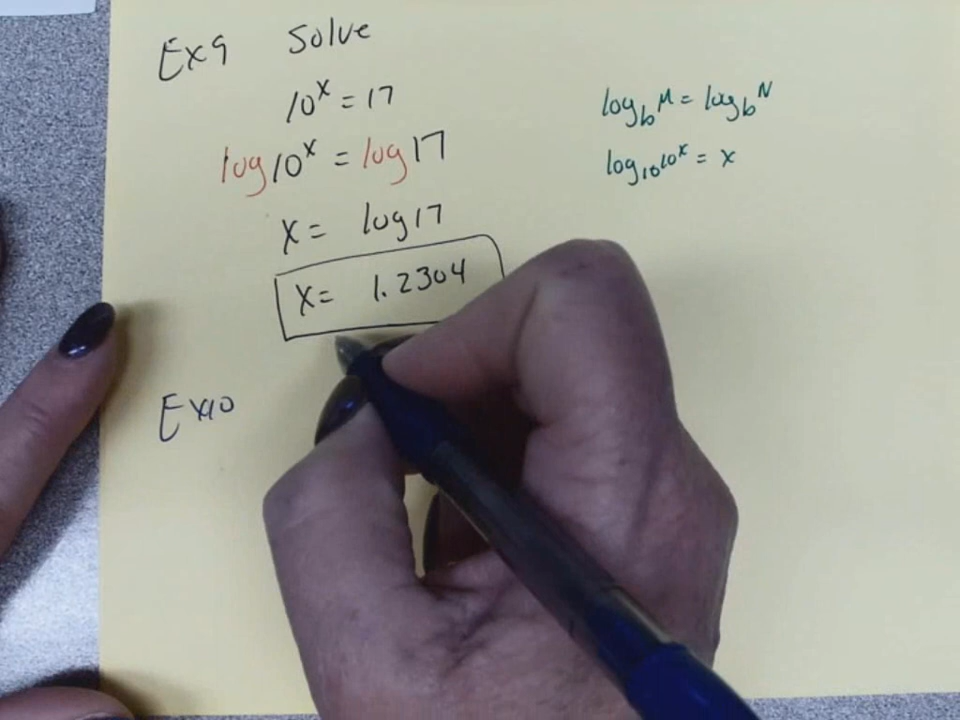 Ex9 Solve
10^x = 17
log 10^x = log 17
x = log 17
x = 1.2304
Ex10
log_b M = log_b N
log_10 10^x = x